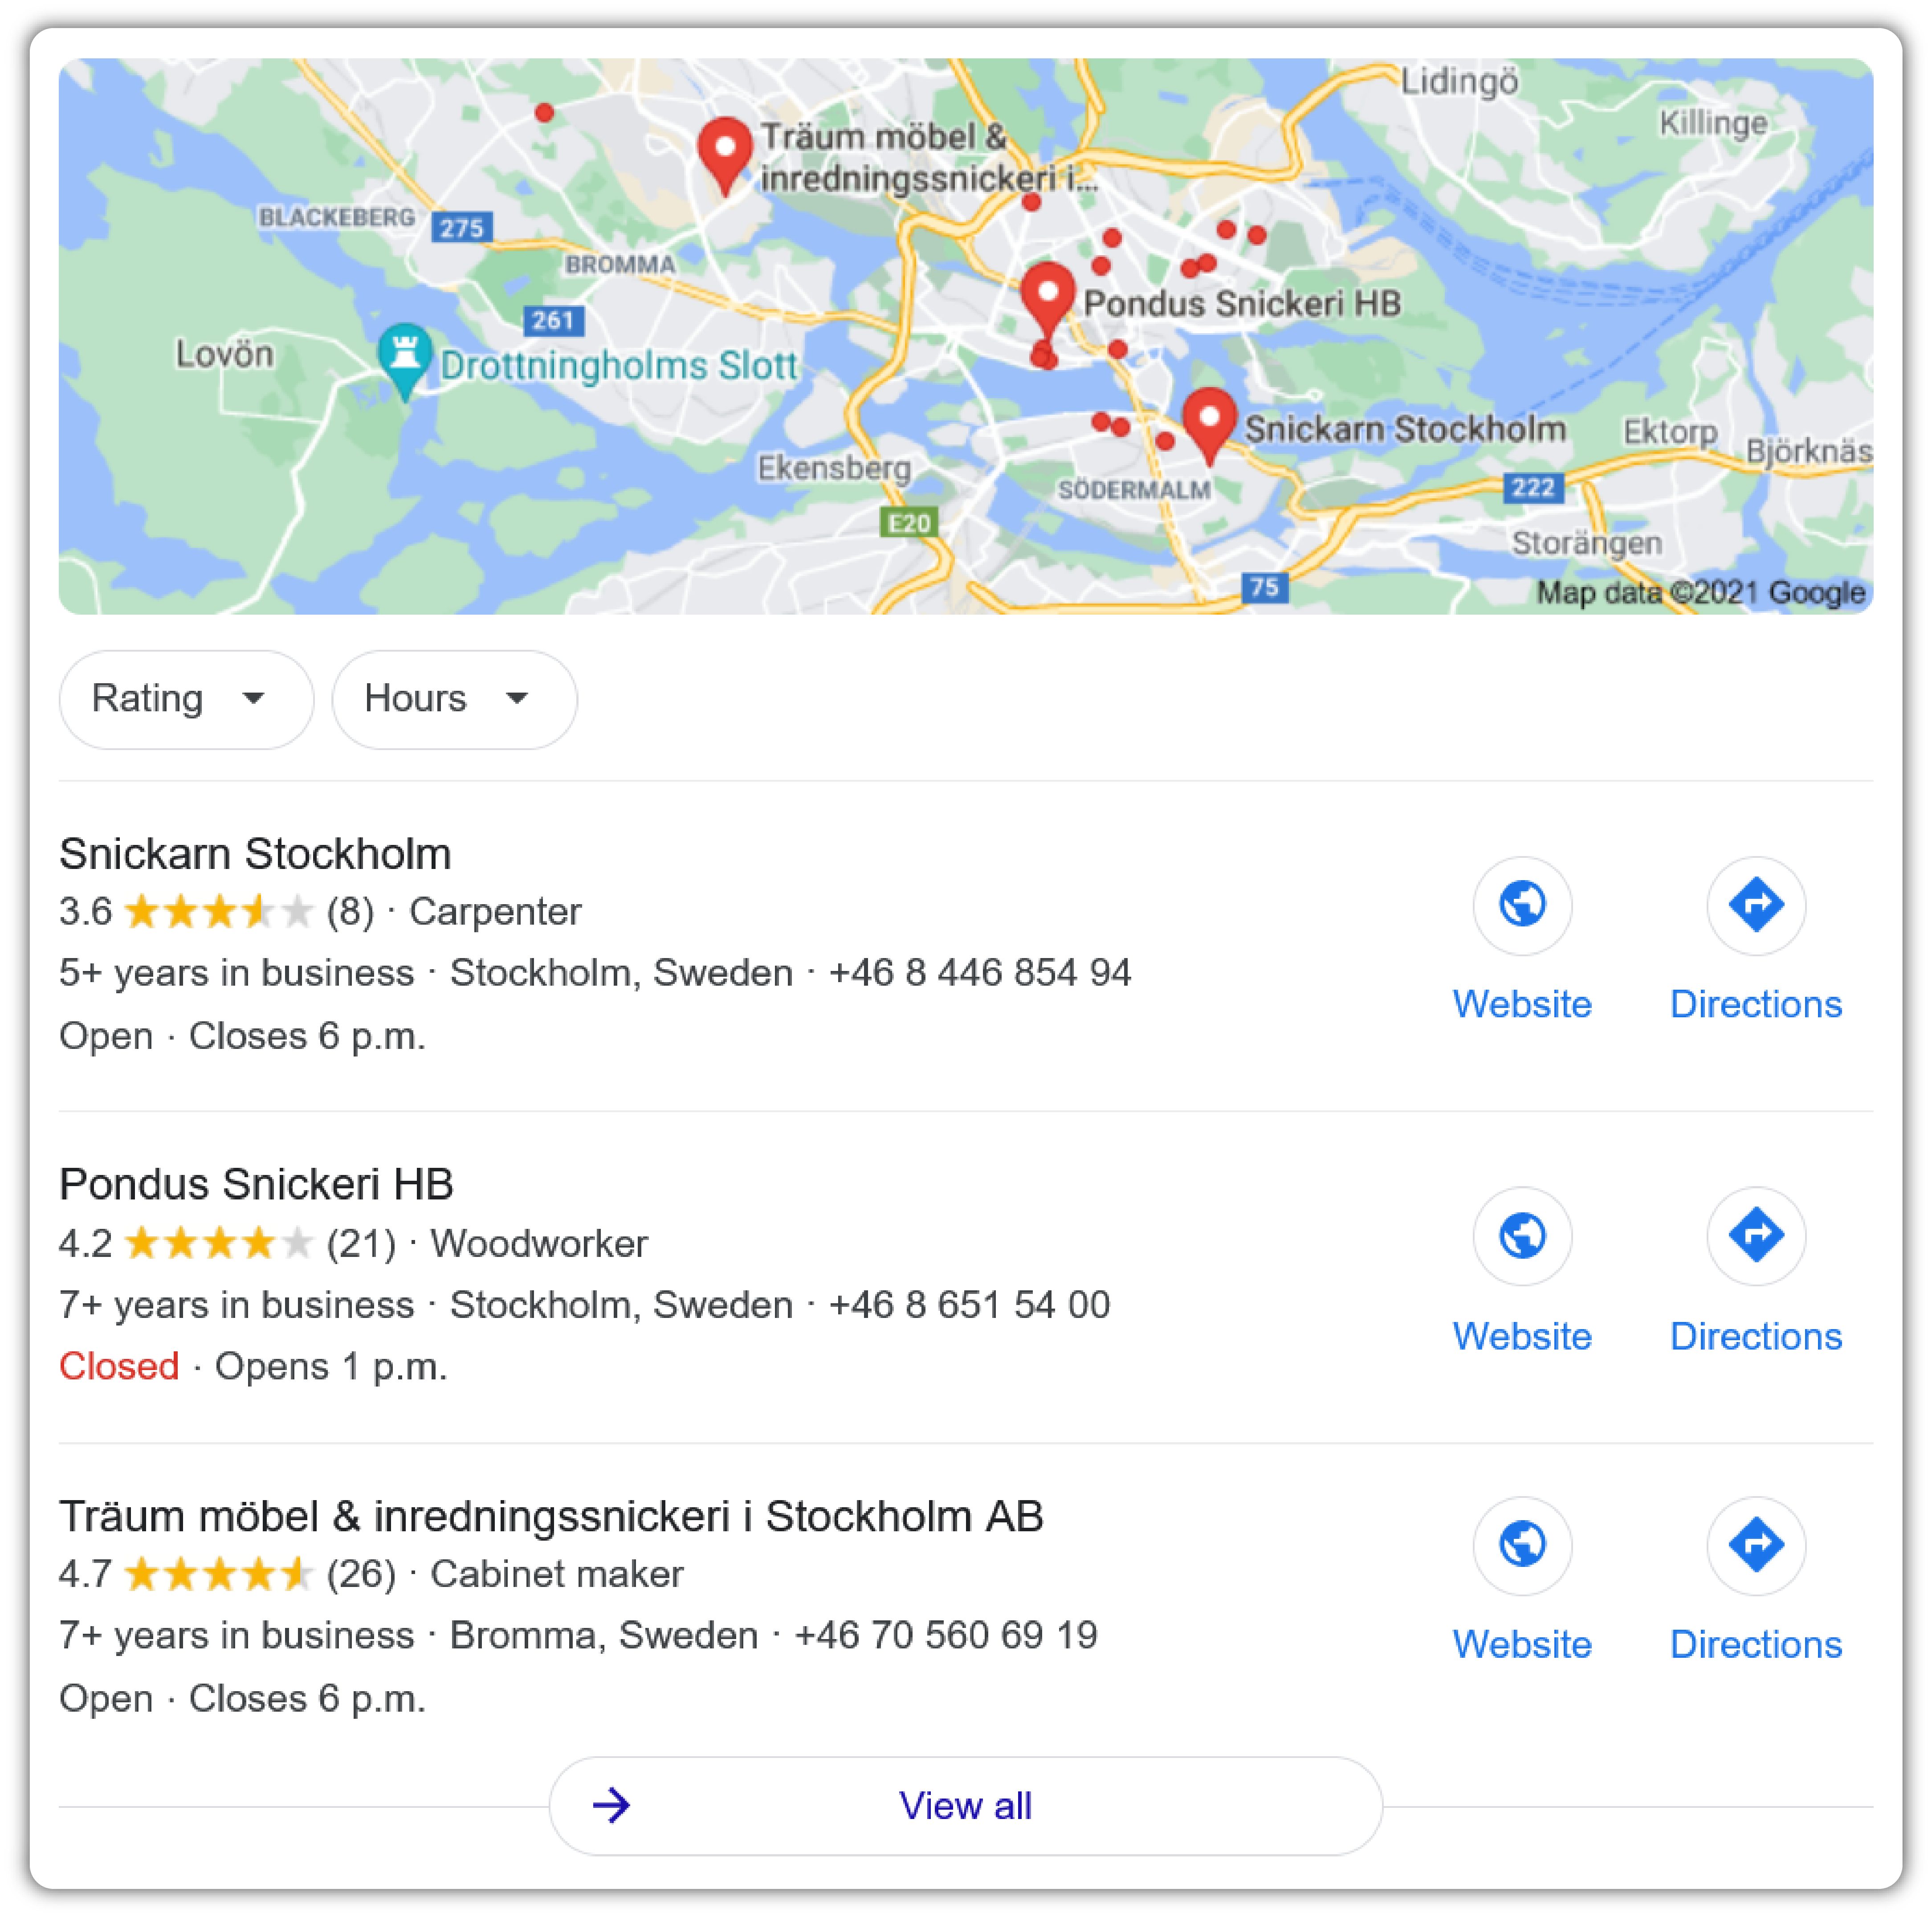 Lidingö
Killinge
Träum möbel &
inredningssnickeri i...
BLACKEBERG
275
BROMMA
261
Pondus Snickeri HB
Lovön
Drottningholms Slott
Snickarn Stockholm
Ektorp
Björknäs
Ekensberg
SÖDERMALM
222
E20
Storängen
75
Map data ©2021 Google
Rating
Hours
Snickarn Stockholm
3.6 (8) · Carpenter
5+ years in business · Stockholm, Sweden · +46 8 446 854 94
Open · Closes 6 p.m.
Website
Directions
Pondus Snickeri HB
4.2 (21) · Woodworker
7+ years in business · Stockholm, Sweden · +46 8 651 54 00
Closed · Opens 1 p.m.
Website
Directions
Träum möbel & inredningssnickeri i Stockholm AB
4.7 (26) · Cabinet maker
7+ years in business · Bromma, Sweden · +46 70 560 69 19
Open · Closes 6 p.m.
Website
Directions
View all